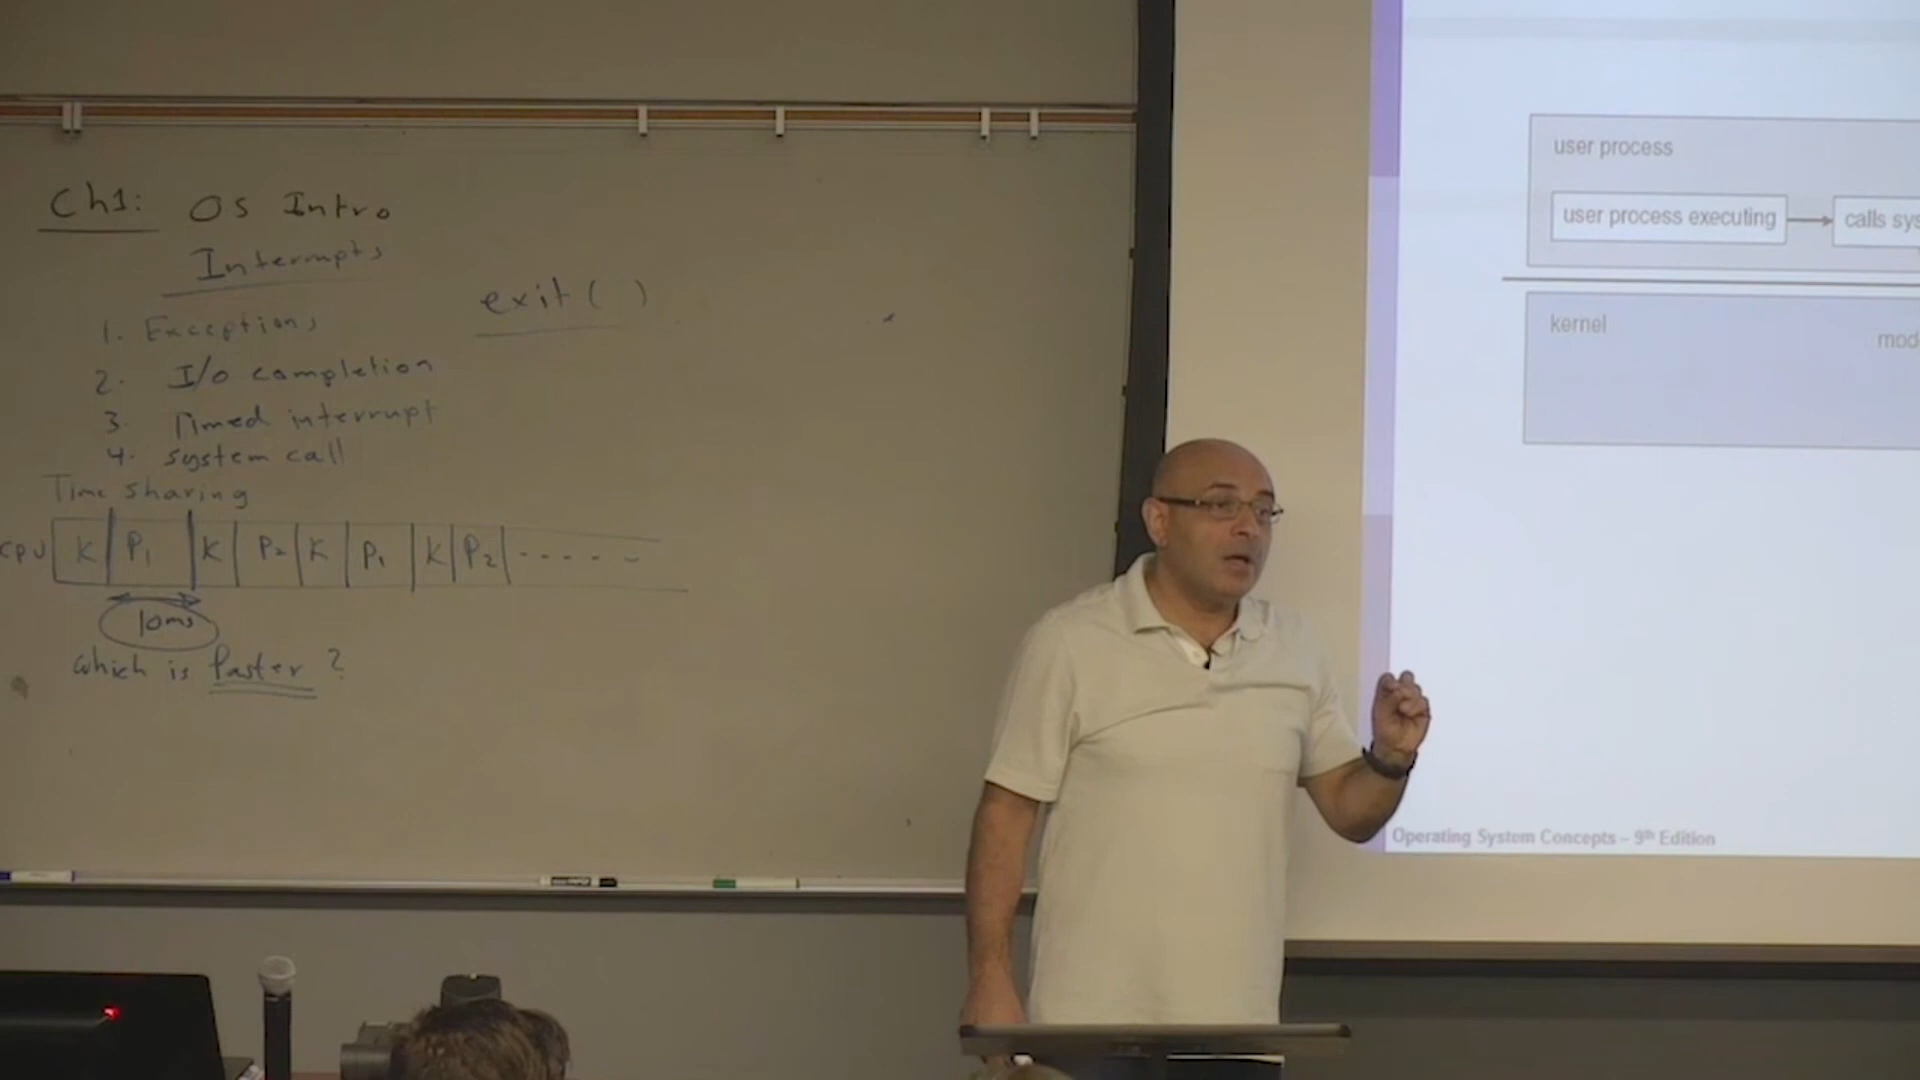 Ch1: OS Intro
Interrupts
exit( )
1. Exceptions
2. I/o completion
3. Timed interrupt
4. system call
Time sharing
CPU K P1 K P2 K P1 K P2 ------
10ms
which is faster ?
user process
user process executing
calls sys
kernel
mod
Operating System Concepts – 9th Edition